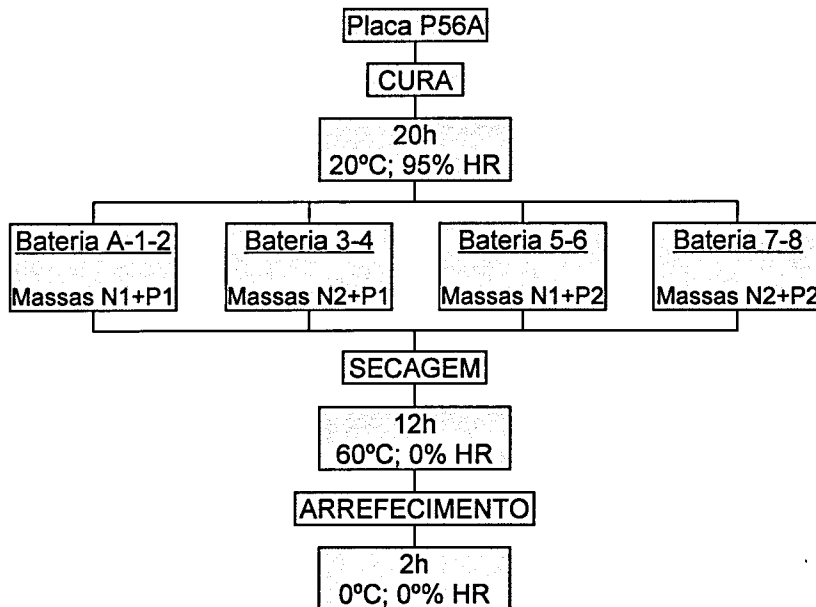 Placa P56A
CURA
20h
20ºC; 95% HR
Bateria A-1-2
Massas N1+P1
Bateria 3-4
Massas N2+P1
Bateria 5-6
Massas N1+P2
Bateria 7-8
Massas N2+P2
SECAGEM
12h
60ºC; 0% HR
ARREFECIMENTO
2h
0ºC; 0º% HR